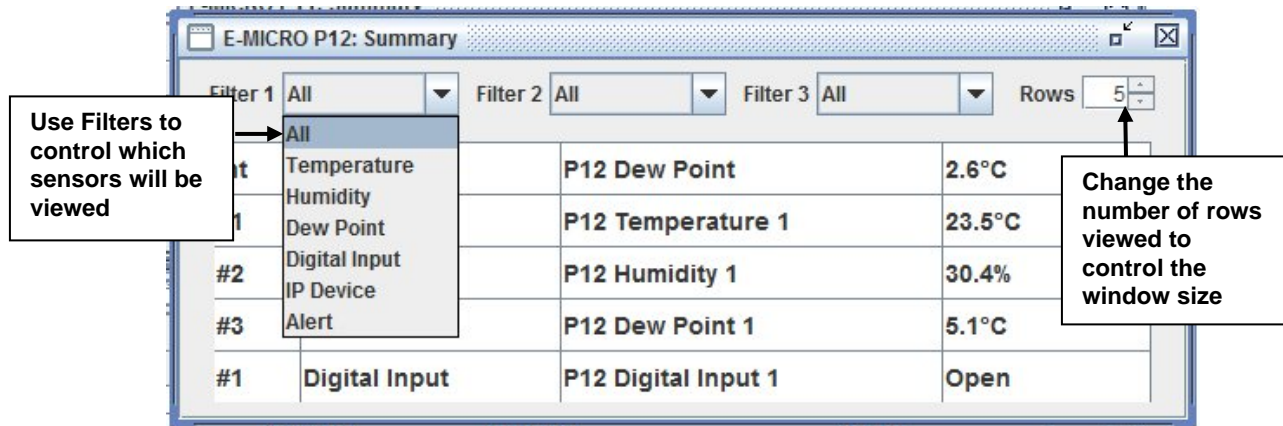 E-MICRO P12: Summary
Filter 1 All Filter 2 All Filter 3 All Rows 5
Use Filters to
control which
sensors will be
viewed
All
Temperature
Humidity
Dew Point
Digital Input
IP Device
Alert
P12 Dew Point 2.6°C
P12 Temperature 1 23.5°C
#2 P12 Humidity 1 30.4%
#3 P12 Dew Point 1 5.1°C
#1 Digital Input P12 Digital Input 1 Open
Change the
number of rows
viewed to
control the
window size